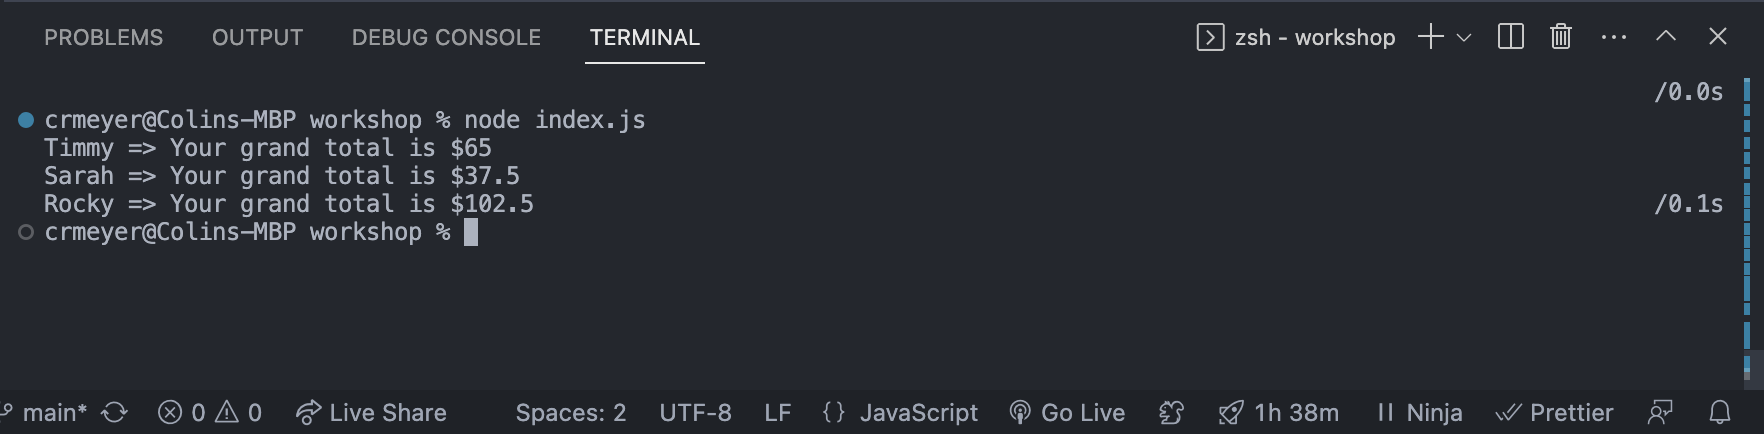 PROBLEMS OUTPUT DEBUG CONSOLE TERMINAL zsh - workshop
/0.0s
crmeyer@Colins-MBP workshop % node index.js
Timmy => Your grand total is $65
Sarah => Your grand total is $37.5
Rocky => Your grand total is $102.5 /0.1s
crmeyer@Colins-MBP workshop %
main* 0 0 Live Share Spaces: 2 UTF-8 LF {} JavaScript Go Live 1h 38m Ninja Prettier